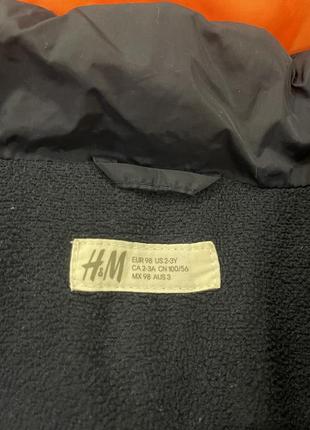 H&M
EUR 98 US 2-3Y
CA 2-3A CN 100/56
MX 98 AUS 3